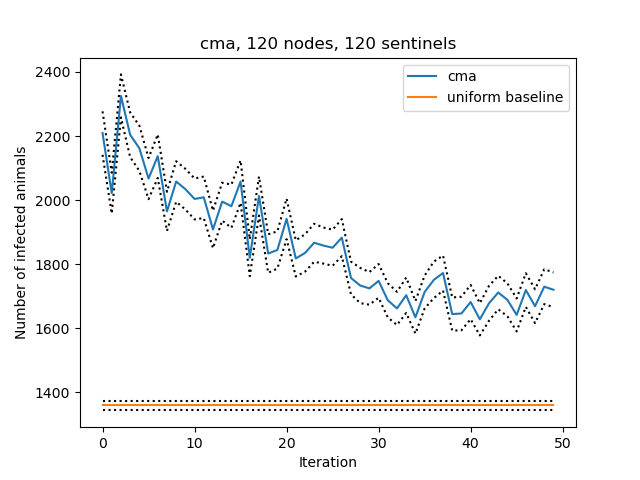 cma, 120 nodes, 120 sentinels
cma
uniform baseline
2400
2200
2000
1800
1600
1400
Number of infected animals
0 10 20 30 40 50
Iteration